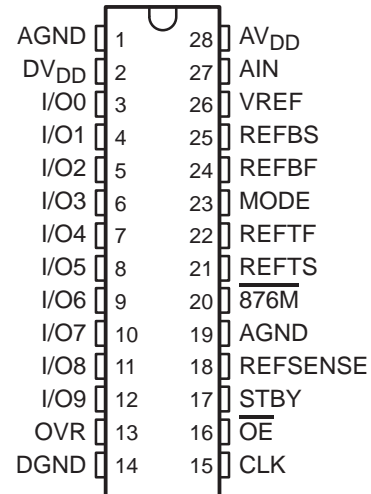 AGND 1 28 AVDD
DVDD 2 27 AIN
I/O0 3 26 VREF
I/O1 4 25 REFBS
I/O2 5 24 REFBF
I/O3 6 23 MODE
I/O4 7 22 REFTF
I/O5 8 21 REFTS
I/O6 9 20 876M
I/O7 10 19 AGND
I/O8 11 18 REFSENSE
I/O9 12 17 STBY
OVR 13 16 OE
DGND 14 15 CLK